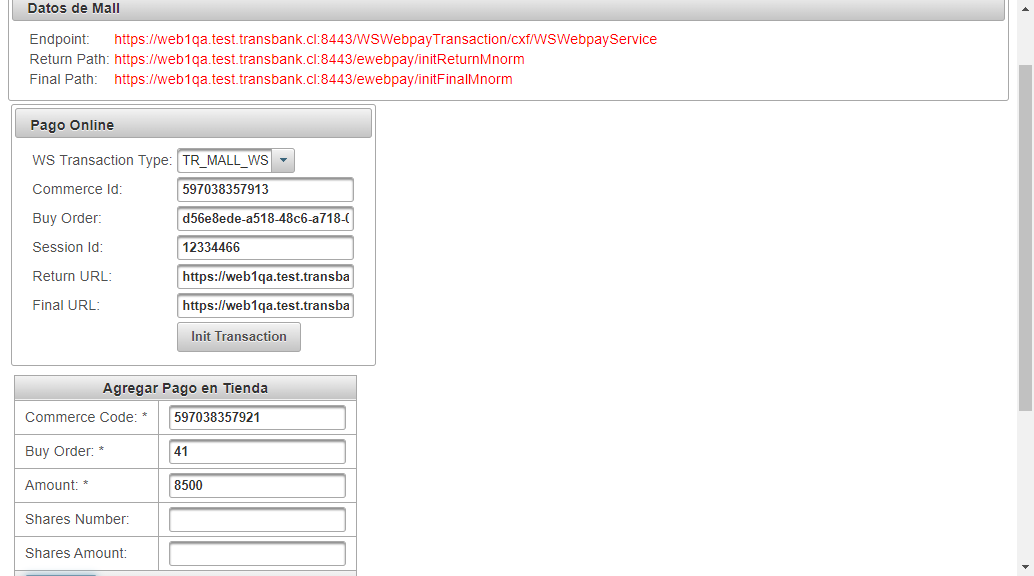 Datos de Mall
Endpoint: https://web1qa.test.transbank.cl:8443/WSWebpayTransaction/cxf/WSWebpayService
Return Path: https://web1qa.test.transbank.cl:8443/ewebpay/initReturnMnorm
Final Path: https://web1qa.test.transbank.cl:8443/ewebpay/initFinalMnorm
Pago Online
WS Transaction Type: TR_MALL_WS
Commerce Id: 597038357913
Buy Order: d56e8ede-a518-48c6-a718-0
Session Id: 12334466
Return URL: https://web1qa.test.transba
Final URL: https://web1qa.test.transba
Init Transaction
Agregar Pago en Tienda
Commerce Code: * 597038357921
Buy Order: * 41
Amount: * 8500
Shares Number:
Shares Amount: